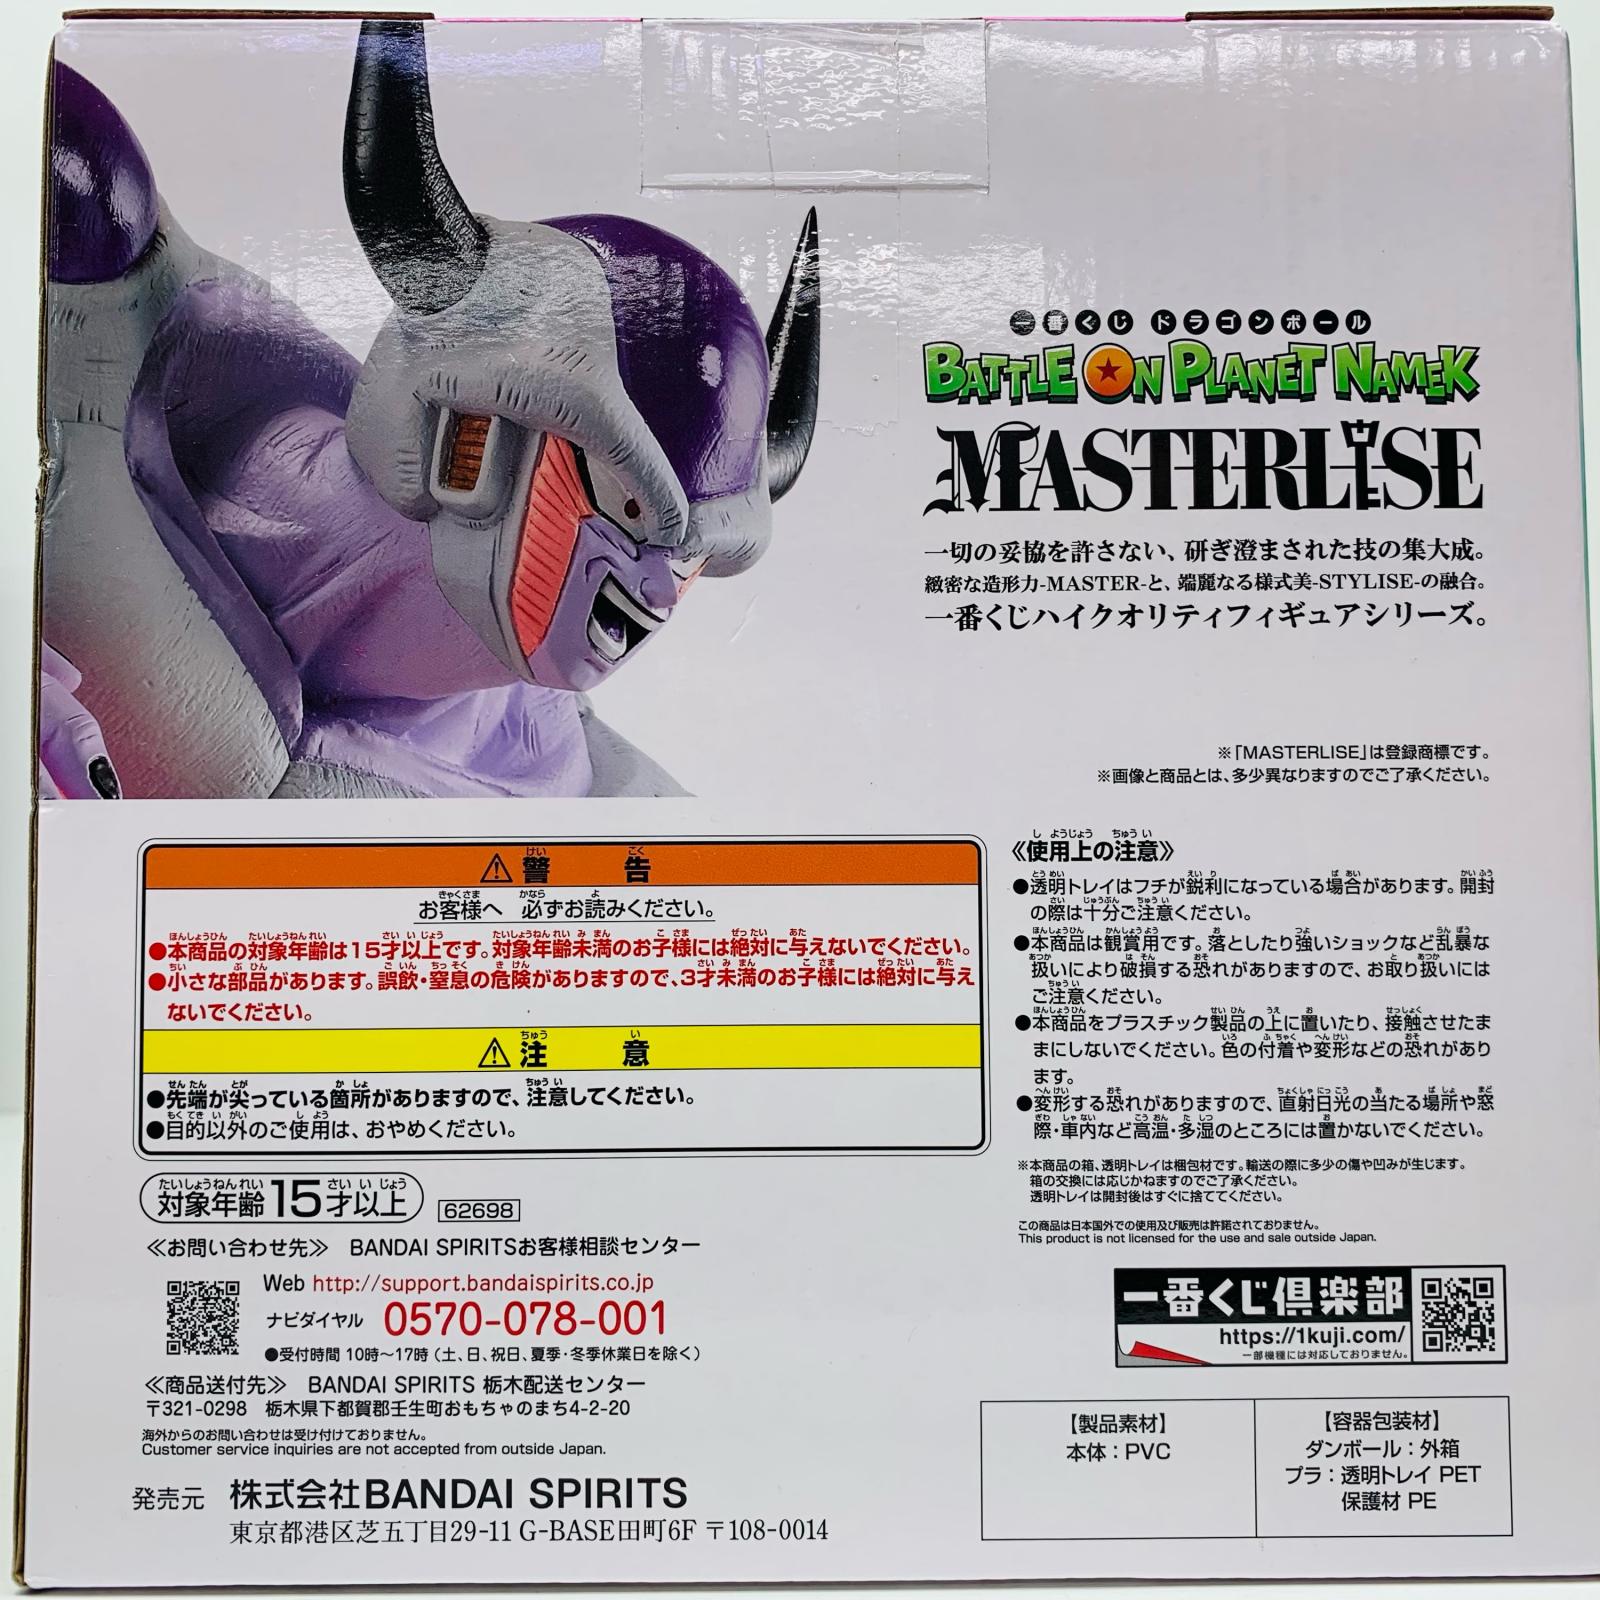 一番くじ ドラゴンボール
BATTLE ON PLANET NAMEK
MASTERLISE
一切の妥協を許さない、研ぎ澄まされた技の集大成。
緻密な造形力-MASTER-と、端麗なる様式美-STYLISE-の融合。
一番くじハイクオリティフィギュアシリーズ。
※「MASTERLISE」は登録商標です。
※画像と商品とは、多少異なりますのでご了承ください。
⚠警告
お客様へ 必ずお読みください。
●本商品の対象年齢は15才以上です。対象年齢未満のお子様には絶対に与えないでください。
●小さな部品があります。誤飲・窒息の危険がありますので、3才未満のお子様には絶対に与え
ないでください。
⚠注意
●先端が尖っている箇所がありますので、注意してください。
●目的以外のご使用は、おやめください。
対象年齢15才以上
62698
≪お問い合わせ先≫ BANDAI SPIRITSお客様相談センター
Web http://support.bandaispirits.co.jp
ナビダイヤル 0570-078-001
●受付時間 10時～17時（土、日、祝日、夏季・冬季休業日を除く）
≪商品送付先≫ BANDAI SPIRITS 栃木配送センター
〒321-0298 栃木県下都賀郡壬生町おもちゃのまち4-2-20
海外からのお問い合わせは受け付けておりません。
Customer service inquiries are not accepted from outside Japan.
発売元 株式会社BANDAI SPIRITS
東京都港区芝五丁目29-11 G-BASE田町6F 〒108-0014
≪使用上の注意≫
●透明トレイはフチが鋭利になっている場合があります。開封
の際は十分ご注意ください。
●本商品は観賞用です。落としたり強いショックなど乱暴な
扱いにより破損する恐れがありますので、お取り扱いには
ご注意ください。
●本商品をプラスチック製品の上に置いたり、接触させたま
まにしないでください。色の付着や変形などの恐れがあり
ます。
●変形する恐れがありますので、直射日光の当たる場所や窓
際・車内など高温・多湿のところには置かないでください。
※本商品の箱、透明トレイは梱包材です。輸送の際に多少の傷や凹みが生じます。
箱の交換には応じかねますのでご了承ください。
透明トレイは開封後はすぐに捨ててください。
この商品は日本国外での使用及び販売は許諾されておりません。
This product is not licensed for the use and sale outside Japan.
一番くじ倶楽部
https://1kuji.com/
一部機種には対応しておりません。
【製品素材】
本体：PVC
【容器包装材】
ダンボール：外箱
プラ：透明トレイ PET
保護材 PE